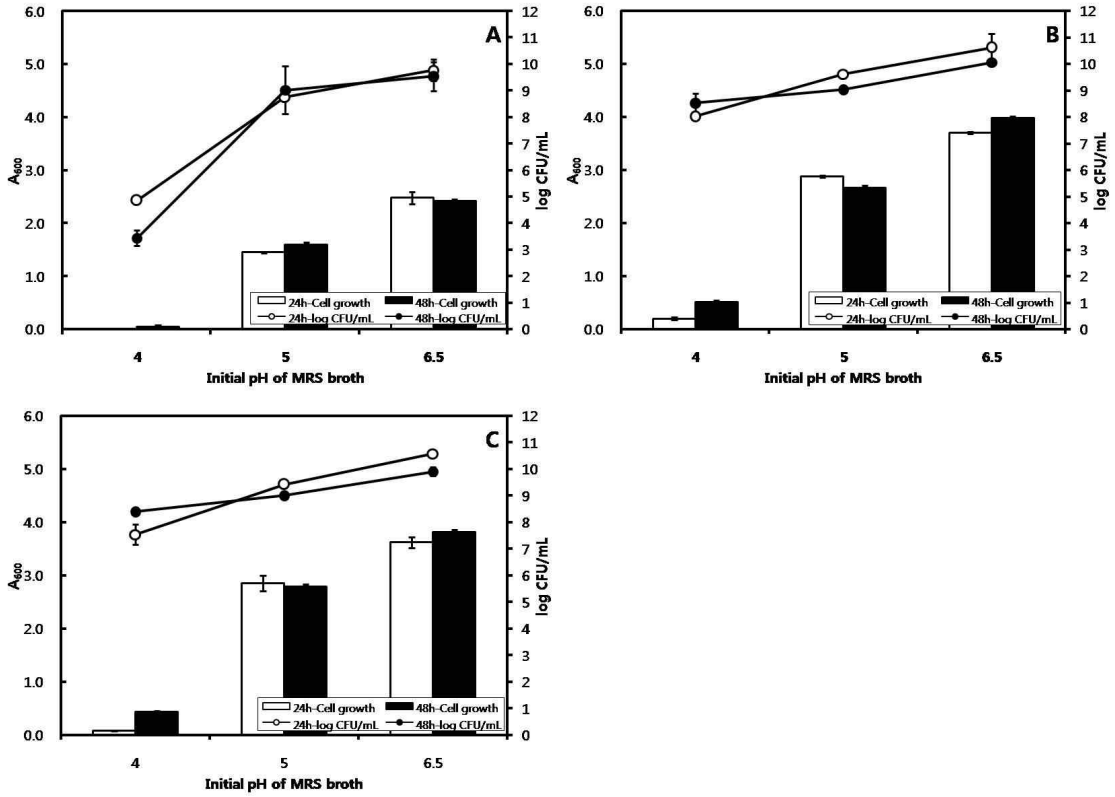 A
6.0
5.0
4.0
3.0
2.0
1.0
0.0
A600
12
11
10
9
8
7
6
5
4
3
2
1
0
log CFU/mL
24h-Cell growth 48h-Cell growth
24h-log CFU/mL 48h-log CFU/mL
4 5 6.5
Initial pH of MRS broth
B
6.0
5.0
4.0
3.0
2.0
1.0
0.0
A600
12
11
10
9
8
7
6
5
4
3
2
1
0
log CFU/mL
24h-Cell growth 48h-Cell growth
24h-log CFU/mL 48h-log CFU/mL
4 5 6.5
Initial pH of MRS broth
C
6.0
5.0
4.0
3.0
2.0
1.0
0.0
A600
12
11
10
9
8
7
6
5
4
3
2
1
0
log CFU/mL
24h-Cell growth 48h-Cell growth
24h-log CFU/mL 48h-log CFU/mL
4 5 6.5
Initial pH of MRS broth